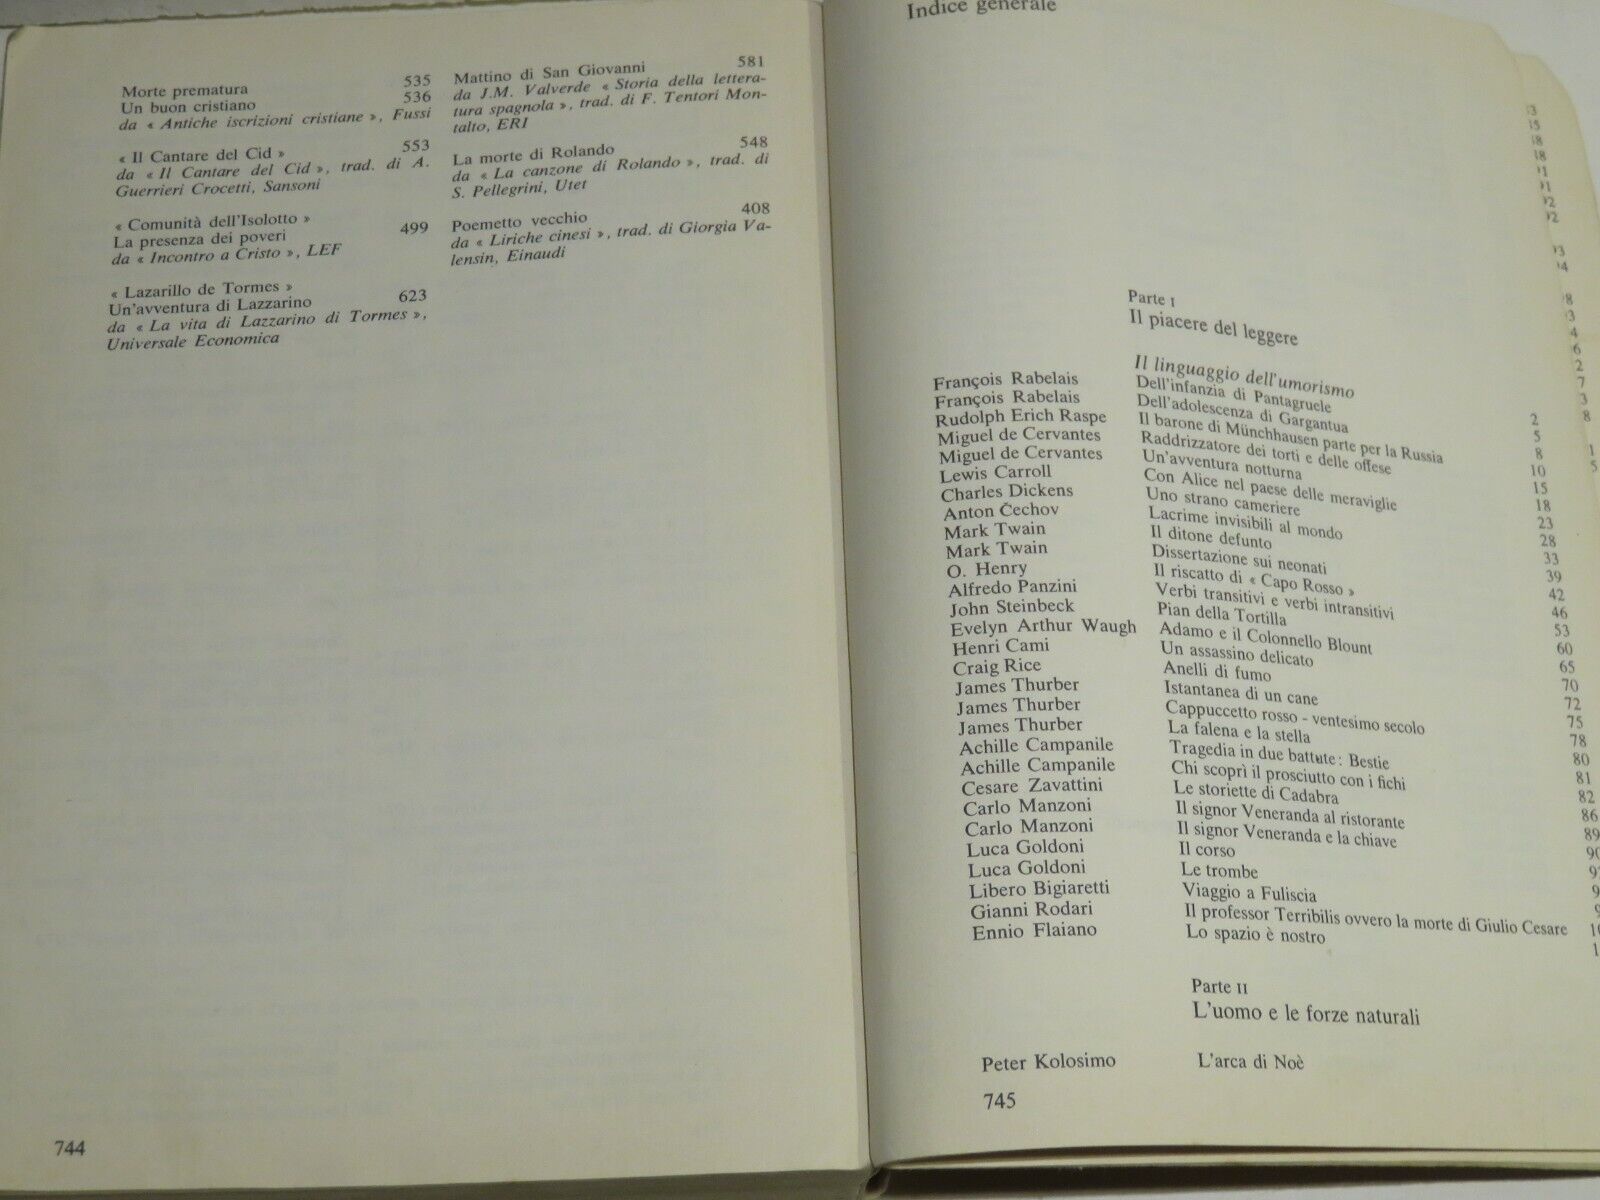 Morte prematura 535
Un buon cristiano 536
da « Antiche iscrizioni cristiane », Fussi
« Il Cantare del Cid » 553
da « Il Cantare del Cid », trad. di A.
Guerrieri Crocetti, Sansoni
« Comunità dell'Isolotto »
La presenza dei poveri 499
da « Incontro a Cristo », LEF
« Lazarillo de Tormes »
Un'avventura di Lazzarino 623
da « La vita di Lazzarino di Tormes »,
Universale Economica
Mattino di San Giovanni 581
da J.M. Valverde « Storia della lettera-
tura spagnola », trad. di F. Tentori Mon-
talto, ERI
La morte di Rolando 548
da « La canzone di Rolando », trad. di
S. Pellegrini, Utet
Poemetto vecchio 408
da « Liriche cinesi », trad. di Giorgia Va-
lensin, Einaudi
744
Indice generale
Parte I
Il piacere del leggere
Il linguaggio dell'umorismo
François Rabelais Dell'infanzia di Pantagruele 2
François Rabelais Dell'adolescenza di Gargantua 5
Rudolph Erich Raspe Il barone di Münchhausen parte per la Russia 8
Miguel de Cervantes Raddrizzatore dei torti e delle offese 10
Miguel de Cervantes Un'avventura notturna 15
Lewis Carroll Con Alice nel paese delle meraviglie 18
Charles Dickens Uno strano cameriere 23
Anton Čechov Lacrime invisibili al mondo 28
Mark Twain Il ditone defunto 33
Mark Twain Dissertazione sui neonati 39
O. Henry Il riscatto di « Capo Rosso » 42
Alfredo Panzini Verbi transitivi e verbi intransitivi 46
John Steinbeck Pian della Tortilla 53
Evelyn Arthur Waugh Adamo e il Colonnello Blount 60
Henri Cami Un assassino delicato 65
Craig Rice Anelli di fumo 70
James Thurber Istantanea di un cane 72
James Thurber Cappuccetto rosso - ventesimo secolo 75
James Thurber La falena e la stella 78
Achille Campanile Tragedia in due battute: Bestie 80
Achille Campanile Chi scoprì il prosciutto con i fichi 81
Cesare Zavattini Le storiette di Cadabra 82
Carlo Manzoni Il signor Veneranda al ristorante 86
Carlo Manzoni Il signor Veneranda e la chiave 89
Luca Goldoni Il corso
Luca Goldoni Le trombe
Libero Bigiaretti Viaggio a Fuliscia
Gianni Rodari Il professor Terribilis ovvero la morte di Giulio Cesare
Ennio Flaiano Lo spazio è nostro
Parte II
L'uomo e le forze naturali
Peter Kolosimo L'arca di Noè
745